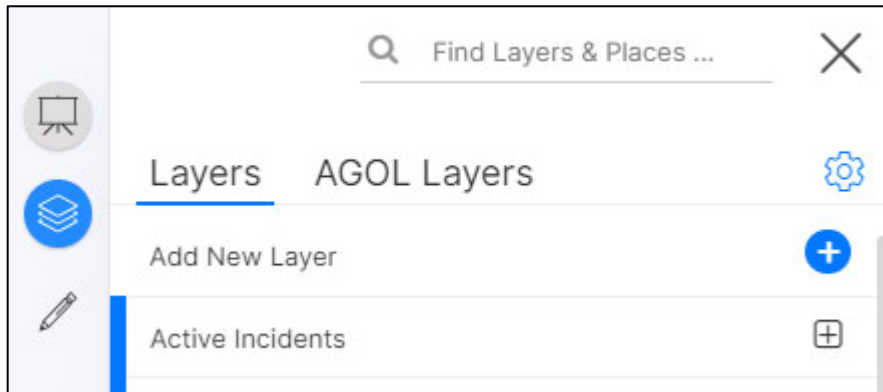 Find Layers & Places ...
Layers AGOL Layers
Add New Layer
Active Incidents